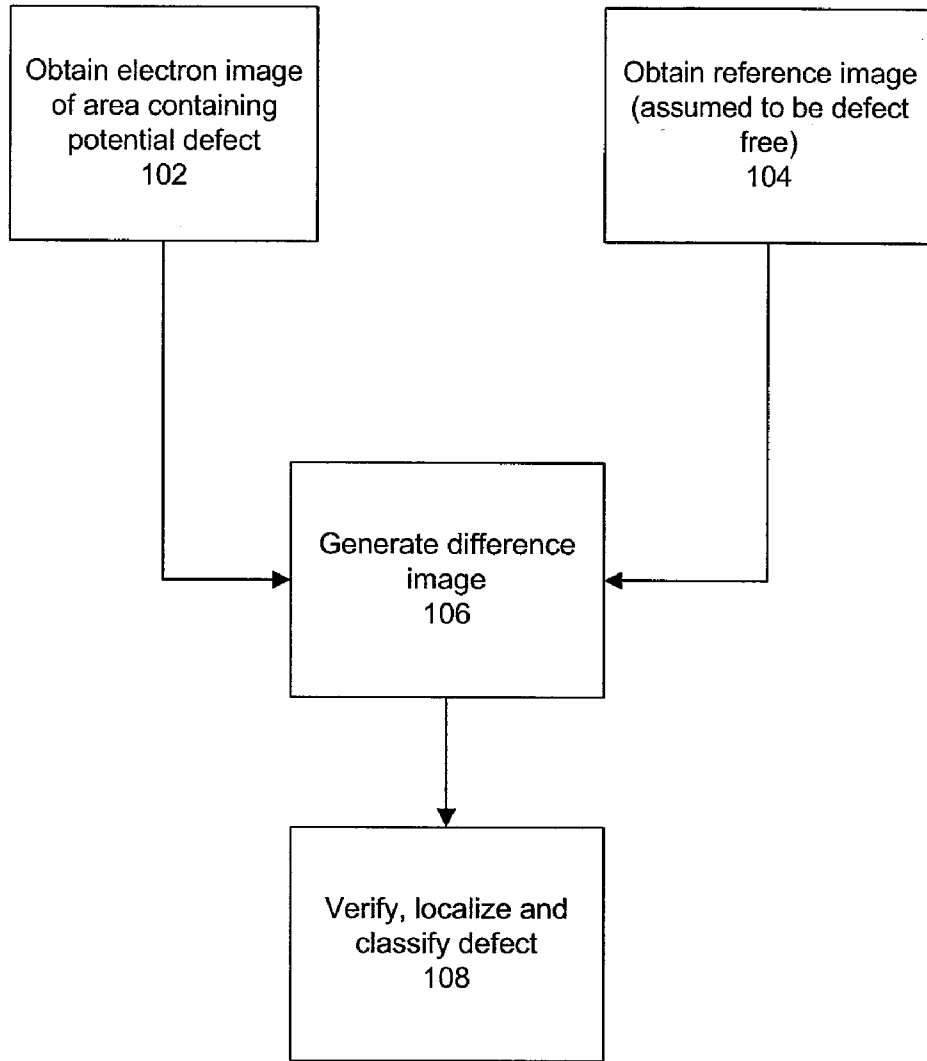 Obtain electron image
of area containing
potential defect
102
Obtain reference image
(assumed to be defect
free)
104
Generate difference
image
106
Verify, localize and
classify defect
108